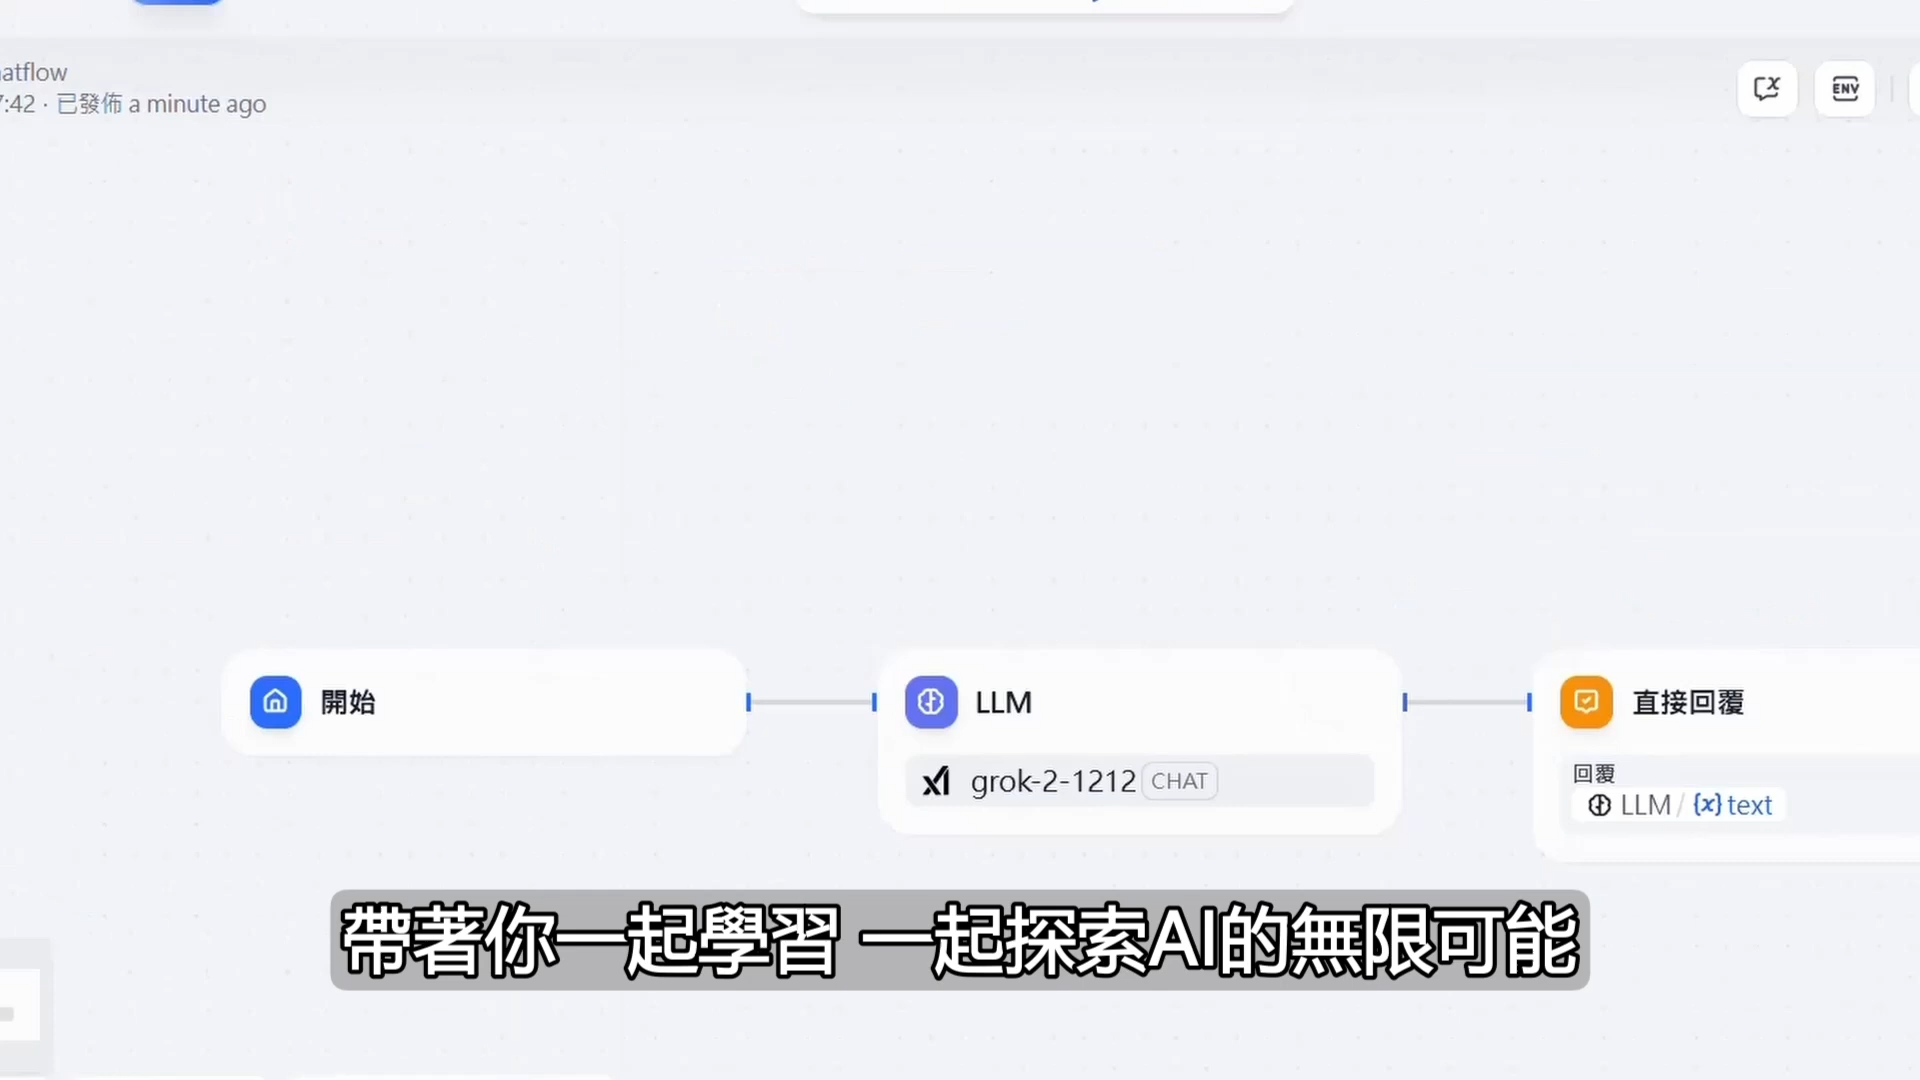 atflow
7:42 · 已發佈 a minute ago
ENV
開始
LLM
grok-2-1212 CHAT
直接回覆
回覆
LLM / {x} text
帶著你一起學習 一起探索AI的無限可能